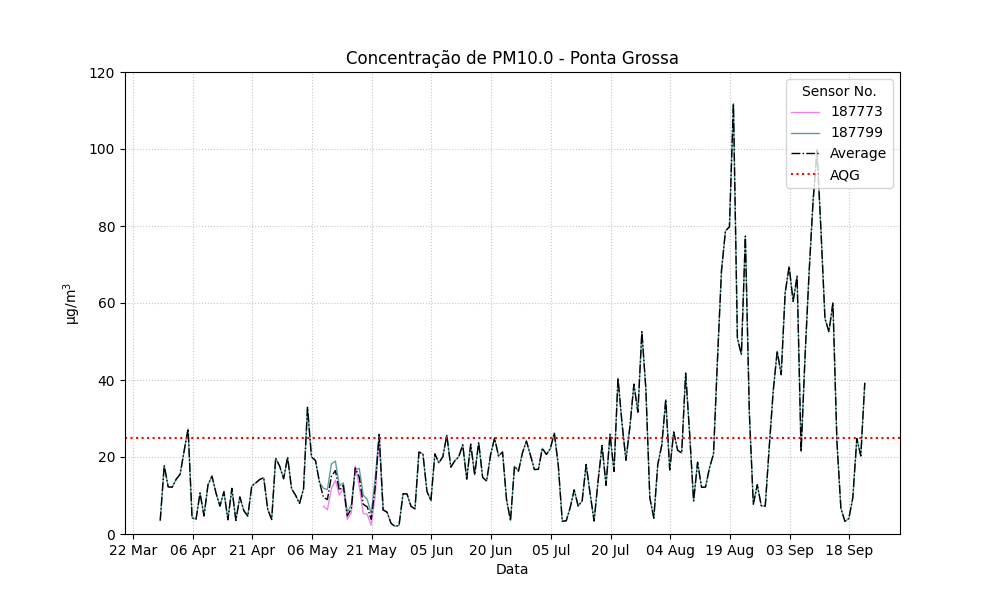 Concentração de PM10.0 - Ponta Grossa
120
100
80
60
40
20
0
µg/m³
Sensor No.
187773
187799
Average
AQG
22 Mar 06 Apr 21 Apr 06 May 21 May 05 Jun 20 Jun 05 Jul 20 Jul 04 Aug 19 Aug 03 Sep 18 Sep
Data